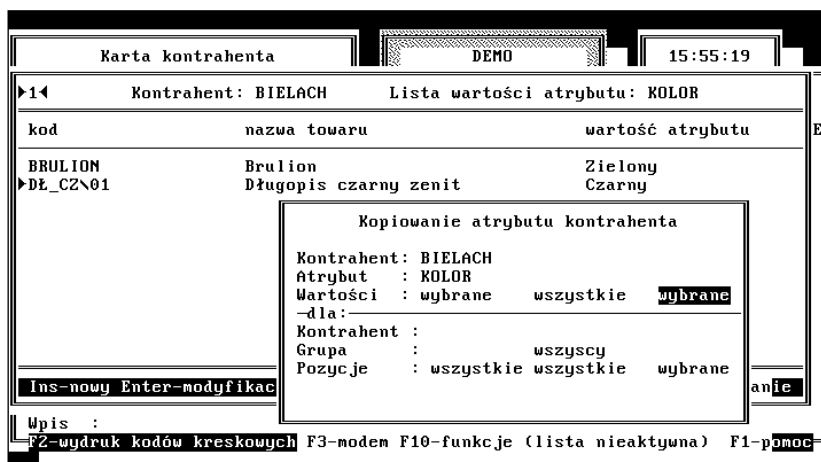 Karta kontrahenta DEMO 15:55:19
1 Kontrahent: BIELACH Lista wartości atrybutu: KOLOR
kod nazwa towaru wartość atrybutu E
BRULION Brulion Zielony
DŁ_CZ\01 Długopis czarny zenit Czarny
Kopiowanie atrybutu kontrahenta
Kontrahent: BIELACH
Atrybut : KOLOR
Wartości : wybrane wszystkie wybrane
dla:
Kontrahent :
Grupa : wszyscy
Pozycje : wszystkie wszystkie wybrane
Ins-nowy Enter-modyfikac anie
Wpis :
F2-wydruk kodów kreskowych F3-modem F10-funkcje (lista nieaktywna) F1-pomoc